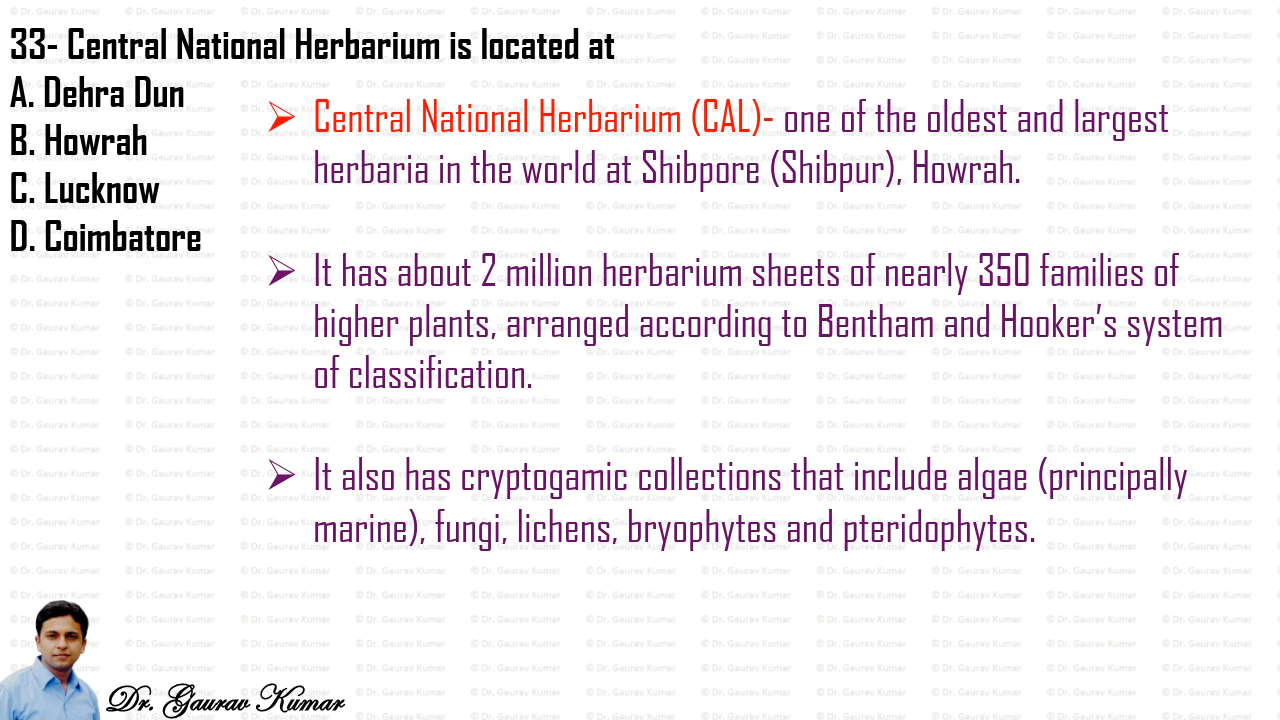 33- Central National Herbarium is located at
A. Dehra Dun
B. Howrah
C. Lucknow
D. Coimbatore
➢ Central National Herbarium (CAL)- one of the oldest and largest
herbaria in the world at Shibpore (Shibpur), Howrah.
➢ It has about 2 million herbarium sheets of nearly 350 families of
higher plants, arranged according to Bentham and Hooker’s system
of classification.
➢ It also has cryptogamic collections that include algae (principally
marine), fungi, lichens, bryophytes and pteridophytes.
Dr. Gaurav Kumar
© Dr. Gaurav Kumar